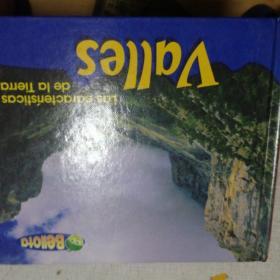 Bellota
Las características
de la Tierra
Valles